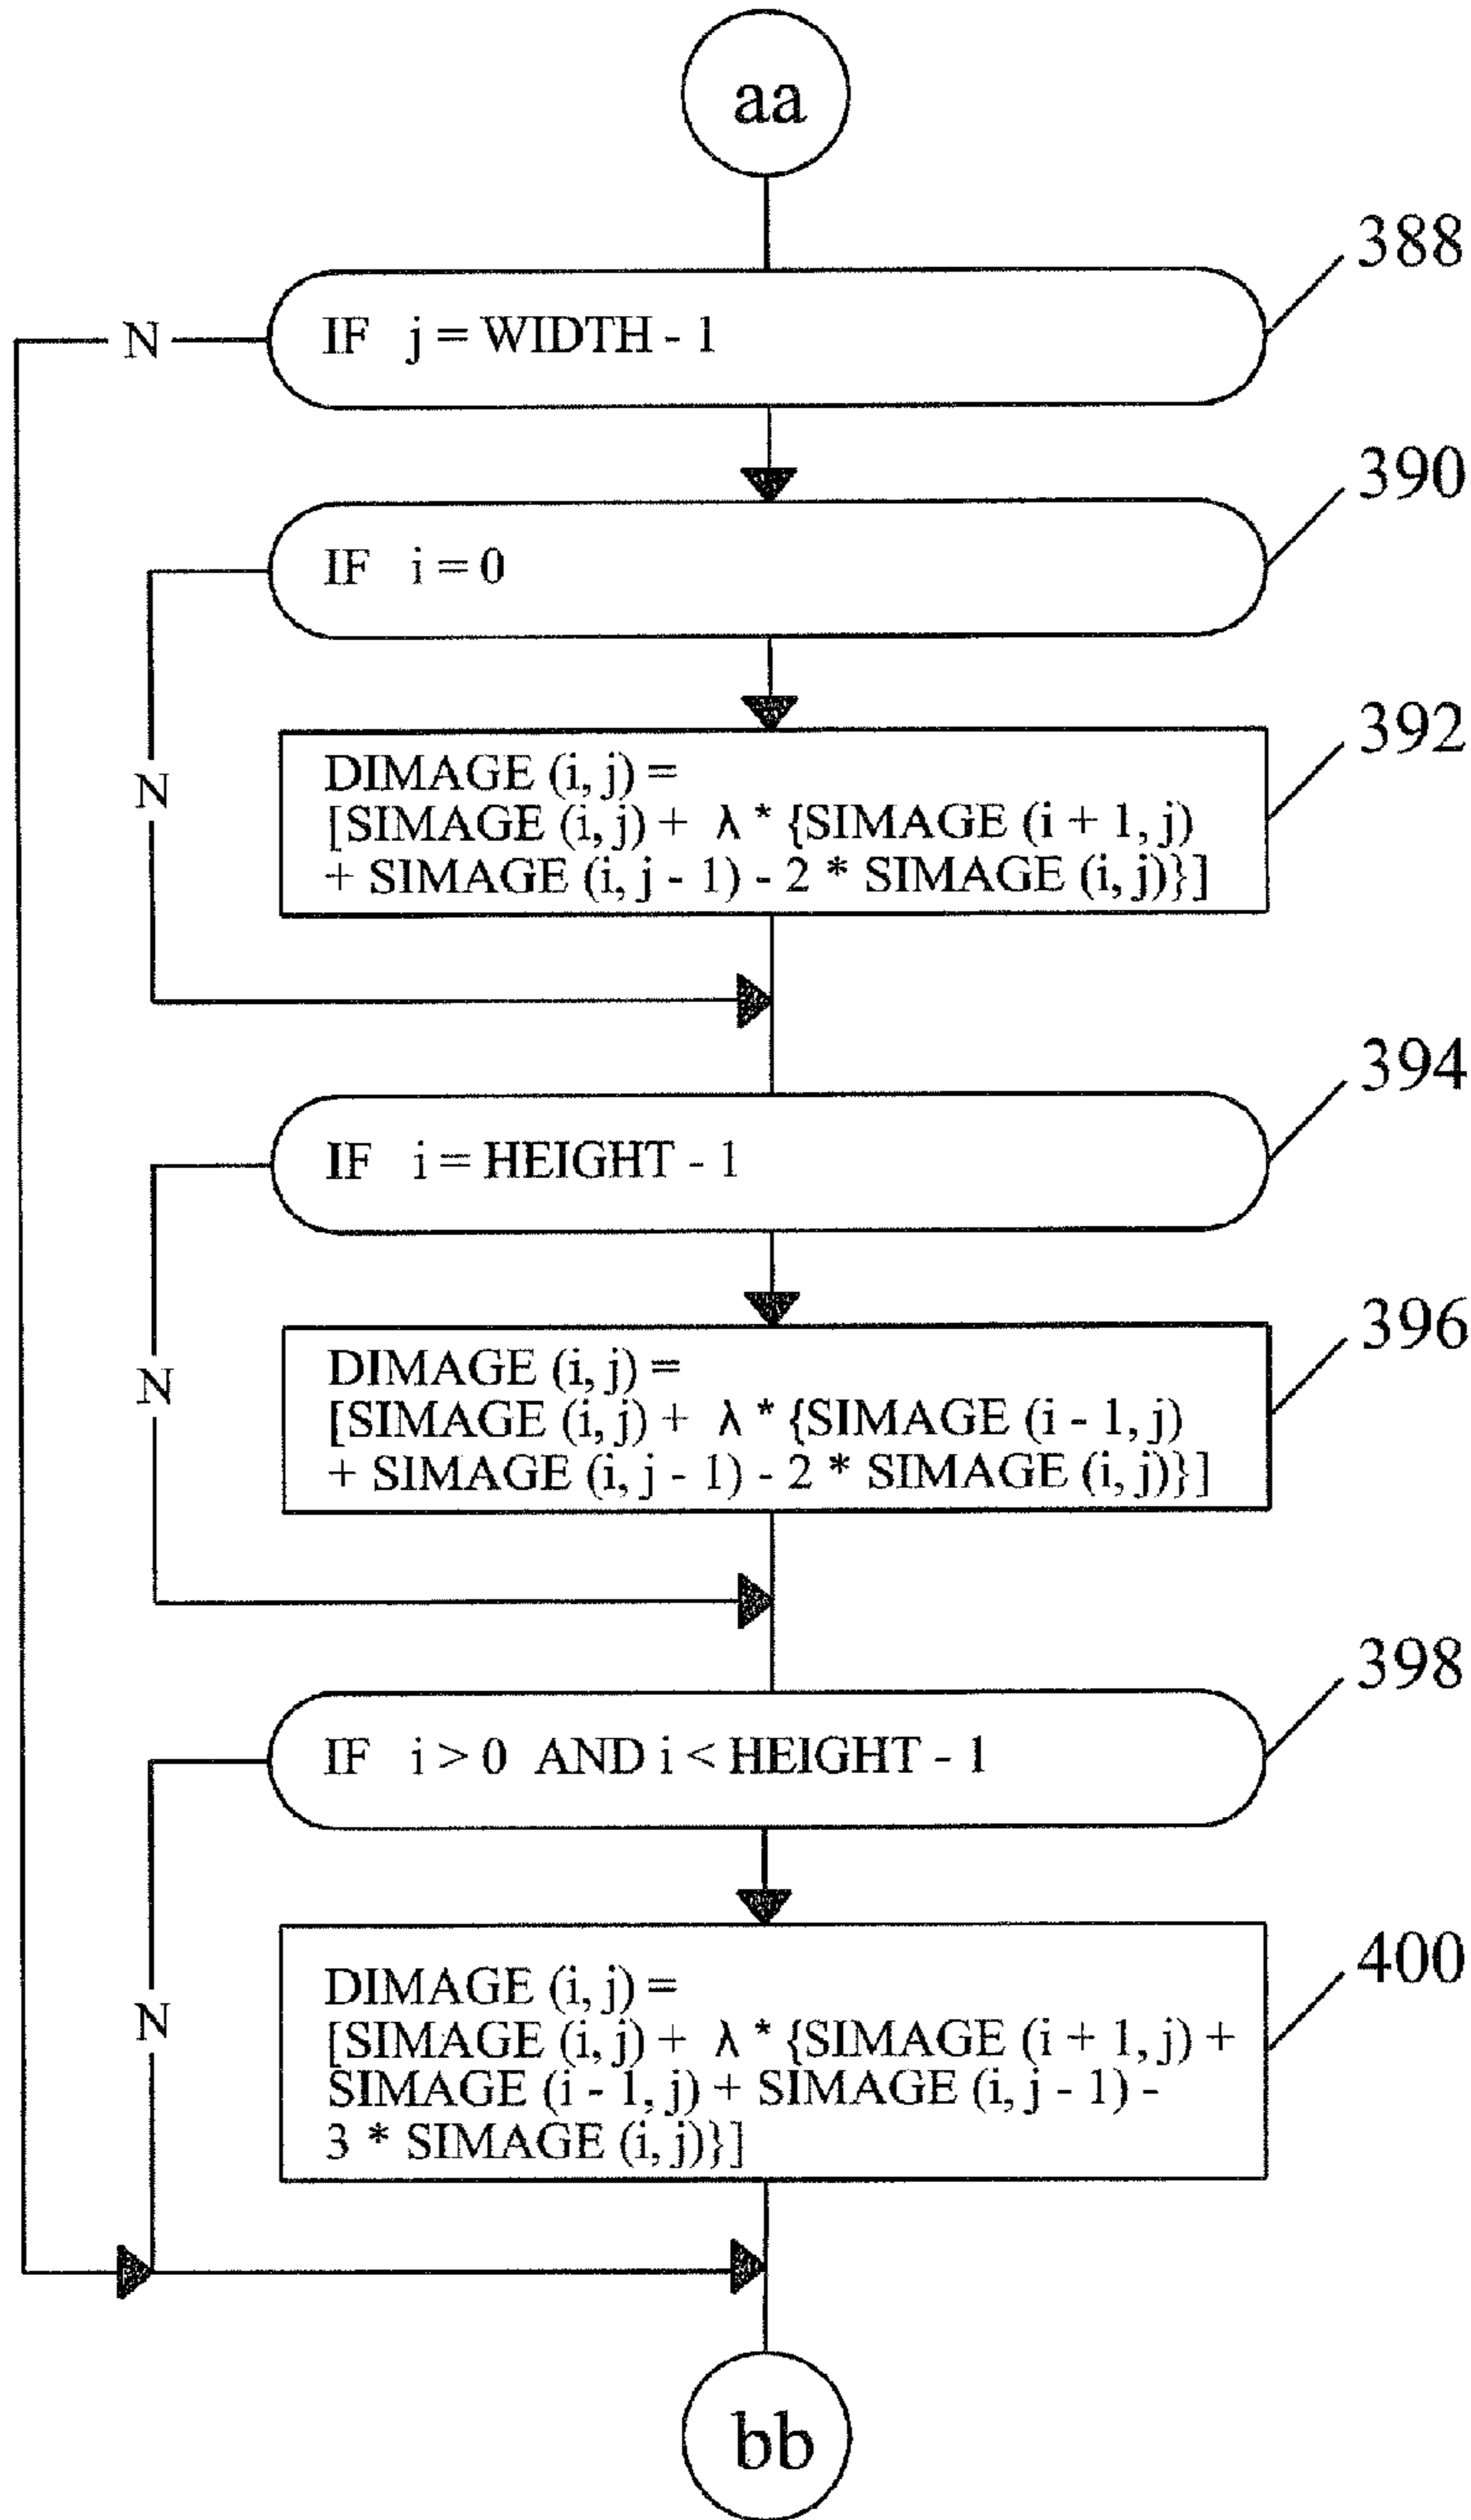 aa
388
N
IF j = WIDTH - 1
390
IF i = 0
392
DIMAGE (i, j) =
[SIMAGE (i, j) + λ * {SIMAGE (i + 1, j)
+ SIMAGE (i, j - 1) - 2 * SIMAGE (i, j)}]
N
394
IF i = HEIGHT - 1
396
DIMAGE (i, j) =
[SIMAGE (i, j) + λ * {SIMAGE (i - 1, j)
+ SIMAGE (i, j - 1) - 2 * SIMAGE (i, j)}]
N
398
IF i > 0 AND i < HEIGHT - 1
400
DIMAGE (i, j) =
[SIMAGE (i, j) + λ * {SIMAGE (i + 1, j) +
SIMAGE (i - 1, j) + SIMAGE (i, j - 1) -
3 * SIMAGE (i, j)}]
N
bb